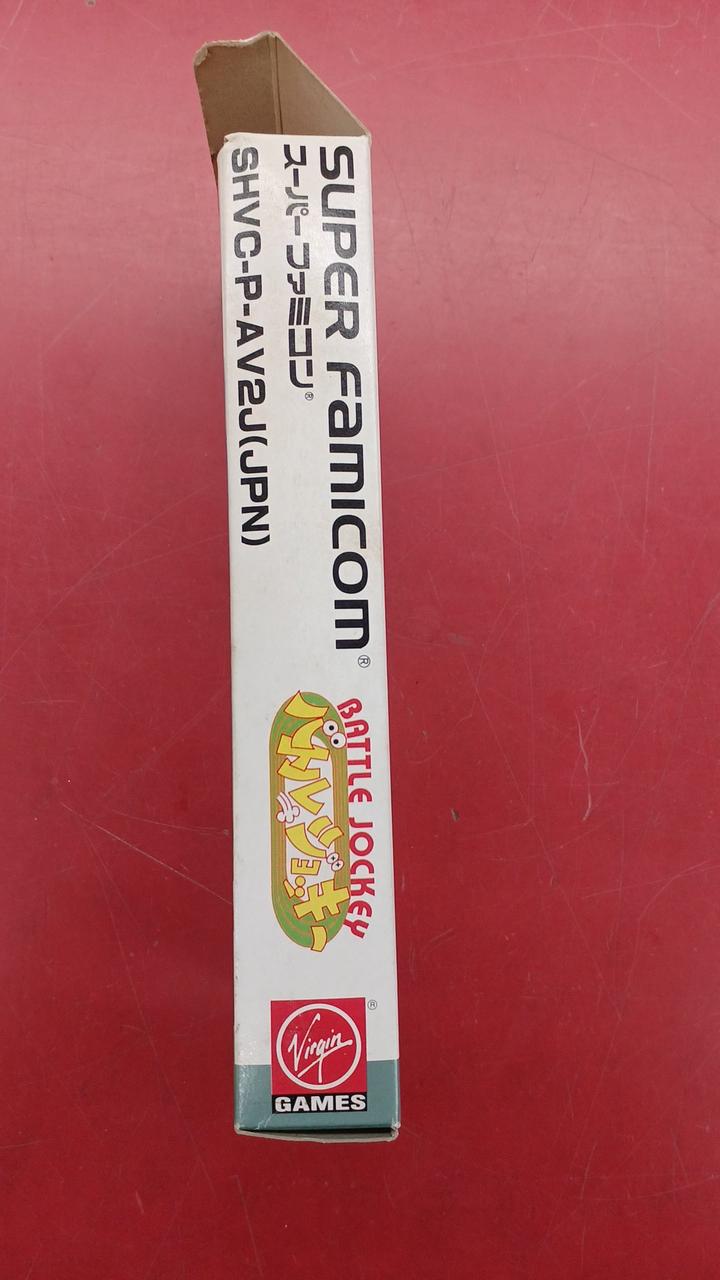 SUPER FAMICOM®
スーパーファミコン®
SHVC-P-AV2J(JPN)
BATTLE JOCKEY
バトルジョッキー
Virgin®
GAMES